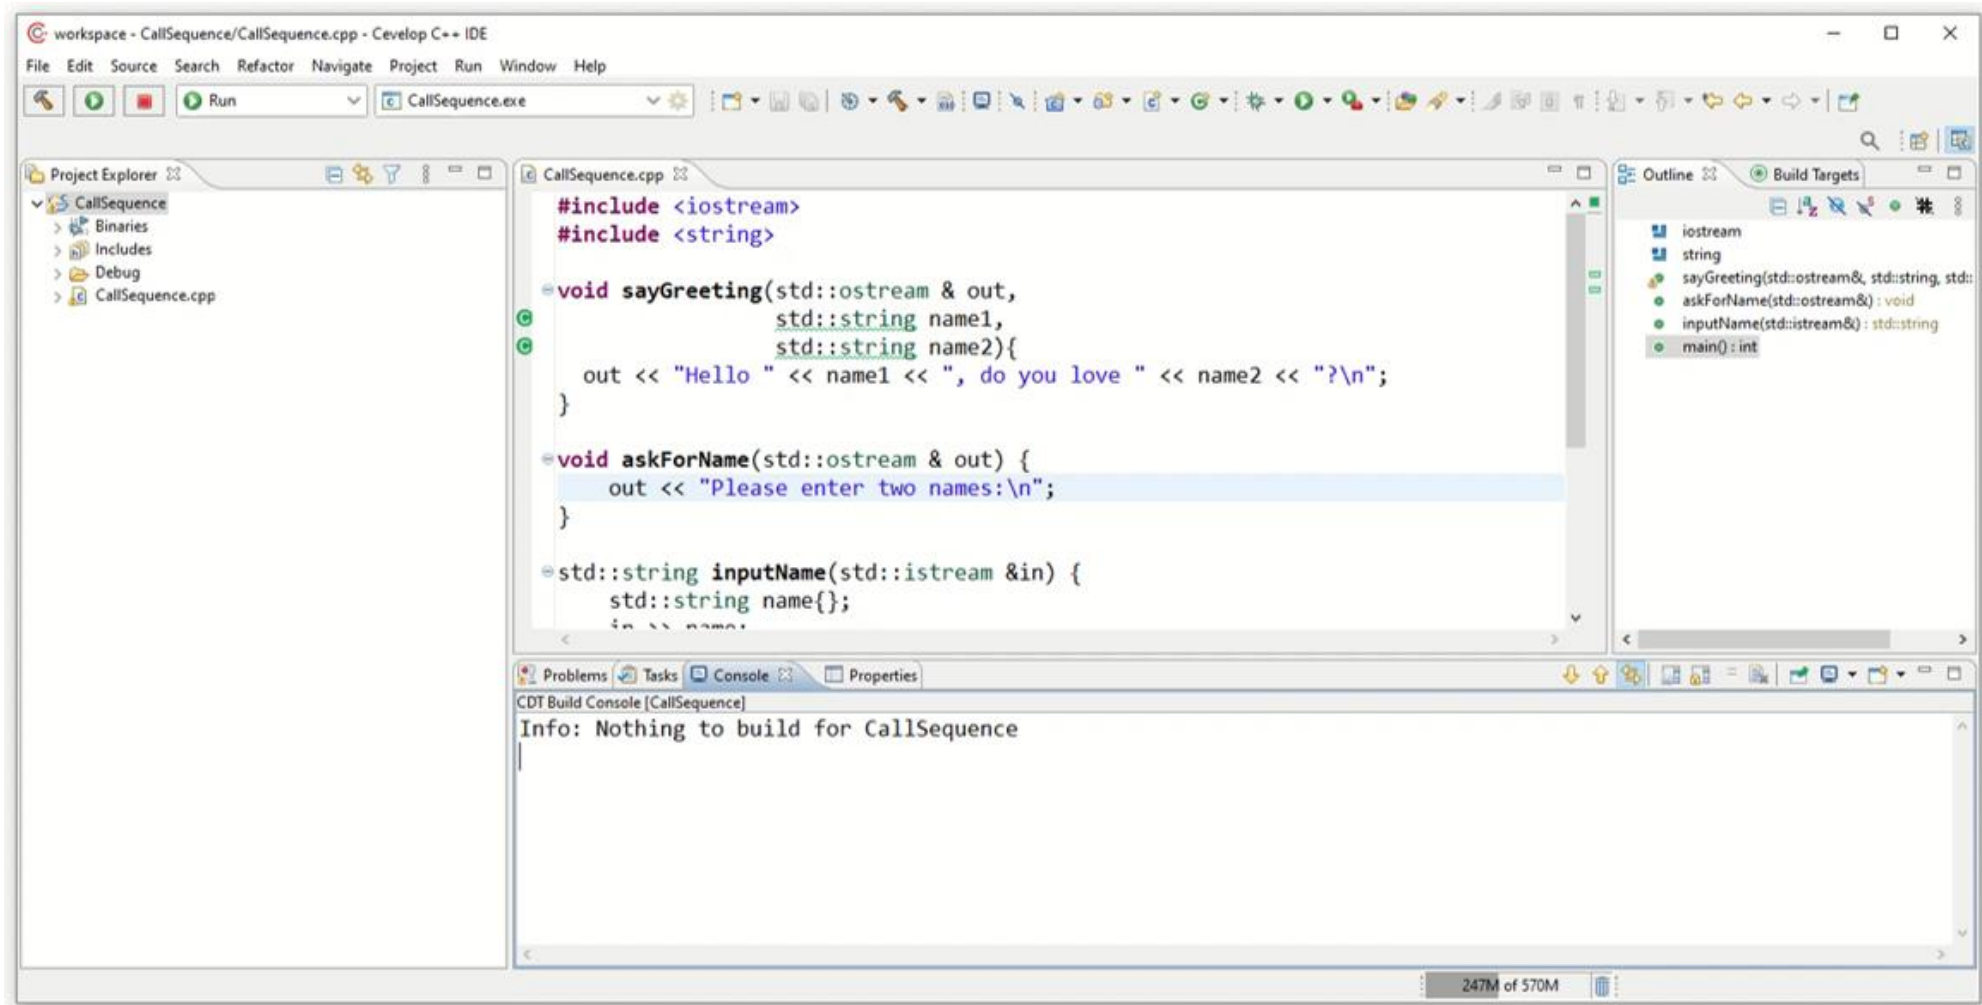 workspace - CallSequence/CallSequence.cpp - Cevelop C++ IDE
File Edit Source Search Refactor Navigate Project Run Window Help
Run CallSequence.exe
Project Explorer
CallSequence
Binaries
Includes
Debug
CallSequence.cpp
CallSequence.cpp
#include <iostream>
#include <string>
void sayGreeting(std::ostream & out,
std::string name1,
std::string name2){
out << "Hello " << name1 << ", do you love " << name2 << "?\n";
}
void askForName(std::ostream & out) {
out << "Please enter two names:\n";
}
std::string inputName(std::istream &in) {
std::string name{};
in >> name;
Outline Build Targets
iostream
string
sayGreeting(std::ostream&, std::string, std::
askForName(std::ostream&) : void
inputName(std::istream&) : std::string
main() : int
Problems Tasks Console Properties
CDT Build Console [CallSequence]
Info: Nothing to build for CallSequence
247M of 570M